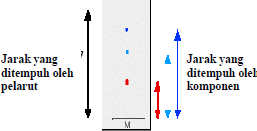 Jarak yang
ditempuh oleh
pelarut
M
Jarak yang
ditempuh oleh
komponen